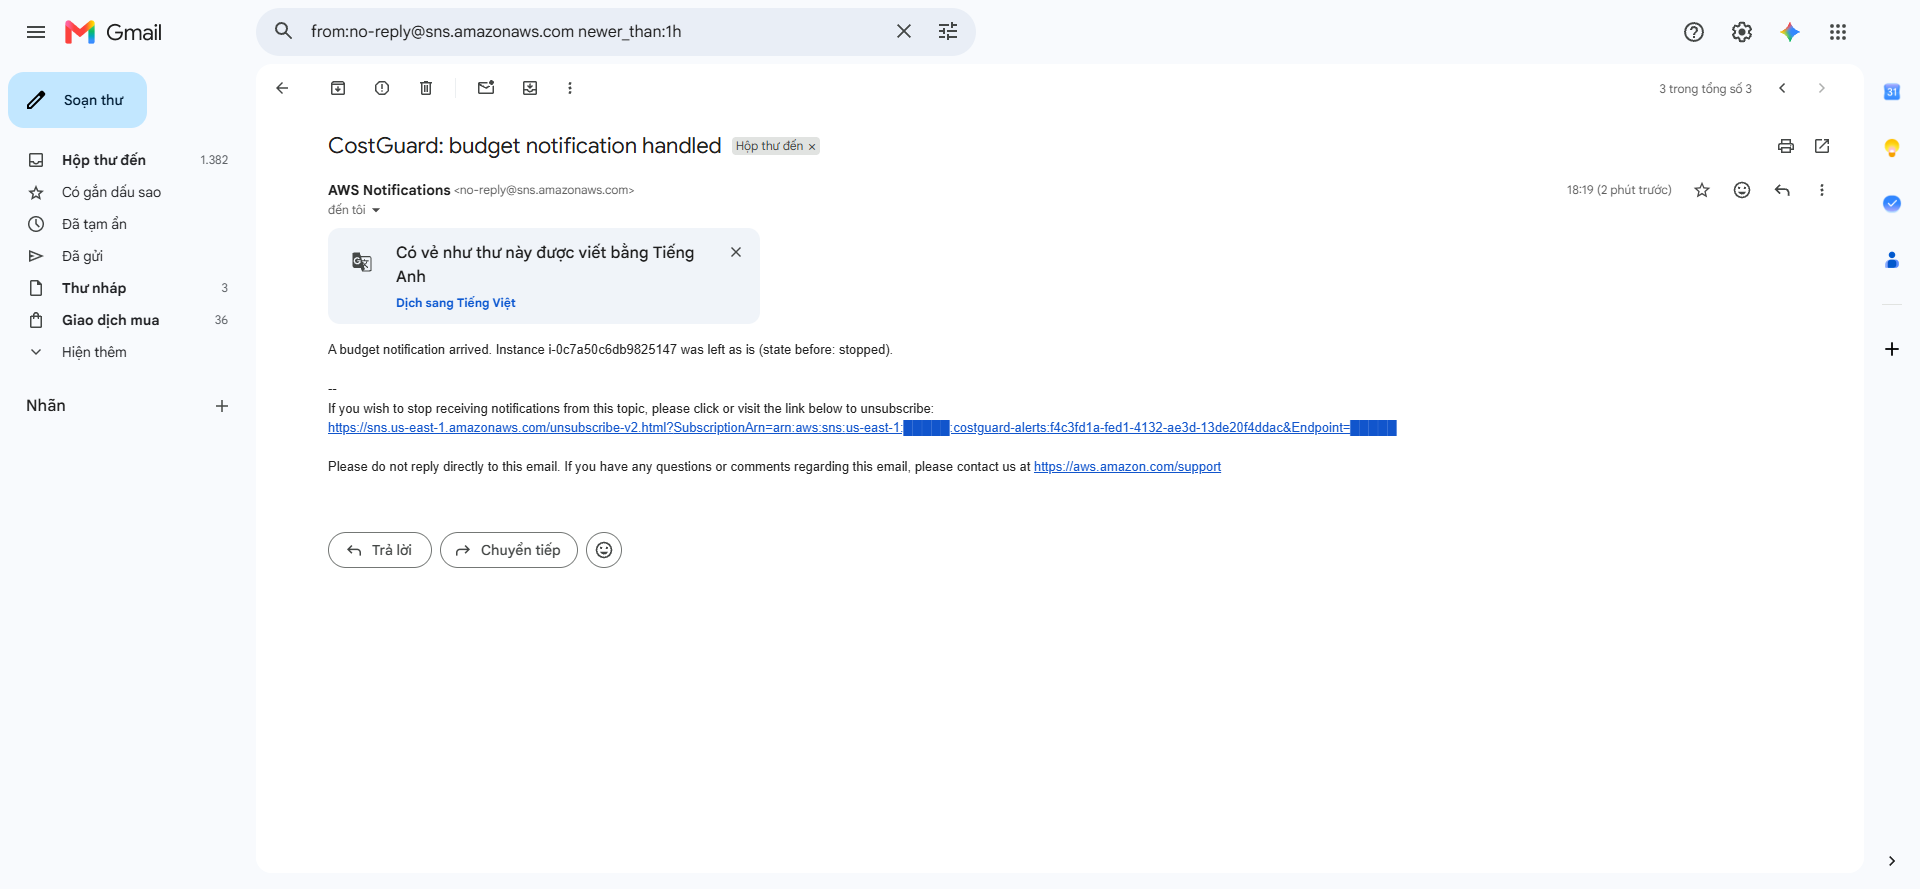 Gmail
from:no-reply@sns.amazonaws.com newer_than:1h
Soạn thư
Hộp thư đến 1.382
Có gắn dấu sao
Đã tạm ẩn
Đã gửi
Thư nháp 3
Giao dịch mua 36
Hiện thêm
Nhãn
3 trong tổng số 3
CostGuard: budget notification handled Hộp thư đến ×
AWS Notifications <no-reply@sns.amazonaws.com> 18:19 (2 phút trước)
đến tôi
Có vẻ như thư này được viết bằng Tiếng
Anh
Dịch sang Tiếng Việt
A budget notification arrived. Instance i-0c7a50c6db9825147 was left as is (state before: stopped).
--
If you wish to stop receiving notifications from this topic, please click or visit the link below to unsubscribe:
https://sns.us-east-1.amazonaws.com/unsubscribe-v2.html?SubscriptionArn=arn:aws:sns:us-east-1:█████:costguard-alerts:f4c3fd1a-fed1-4132-ae3d-13de20f4ddac&Endpoint=█████
Please do not reply directly to this email. If you have any questions or comments regarding this email, please contact us at https://aws.amazon.com/support
Trả lời
Chuyển tiếp
31